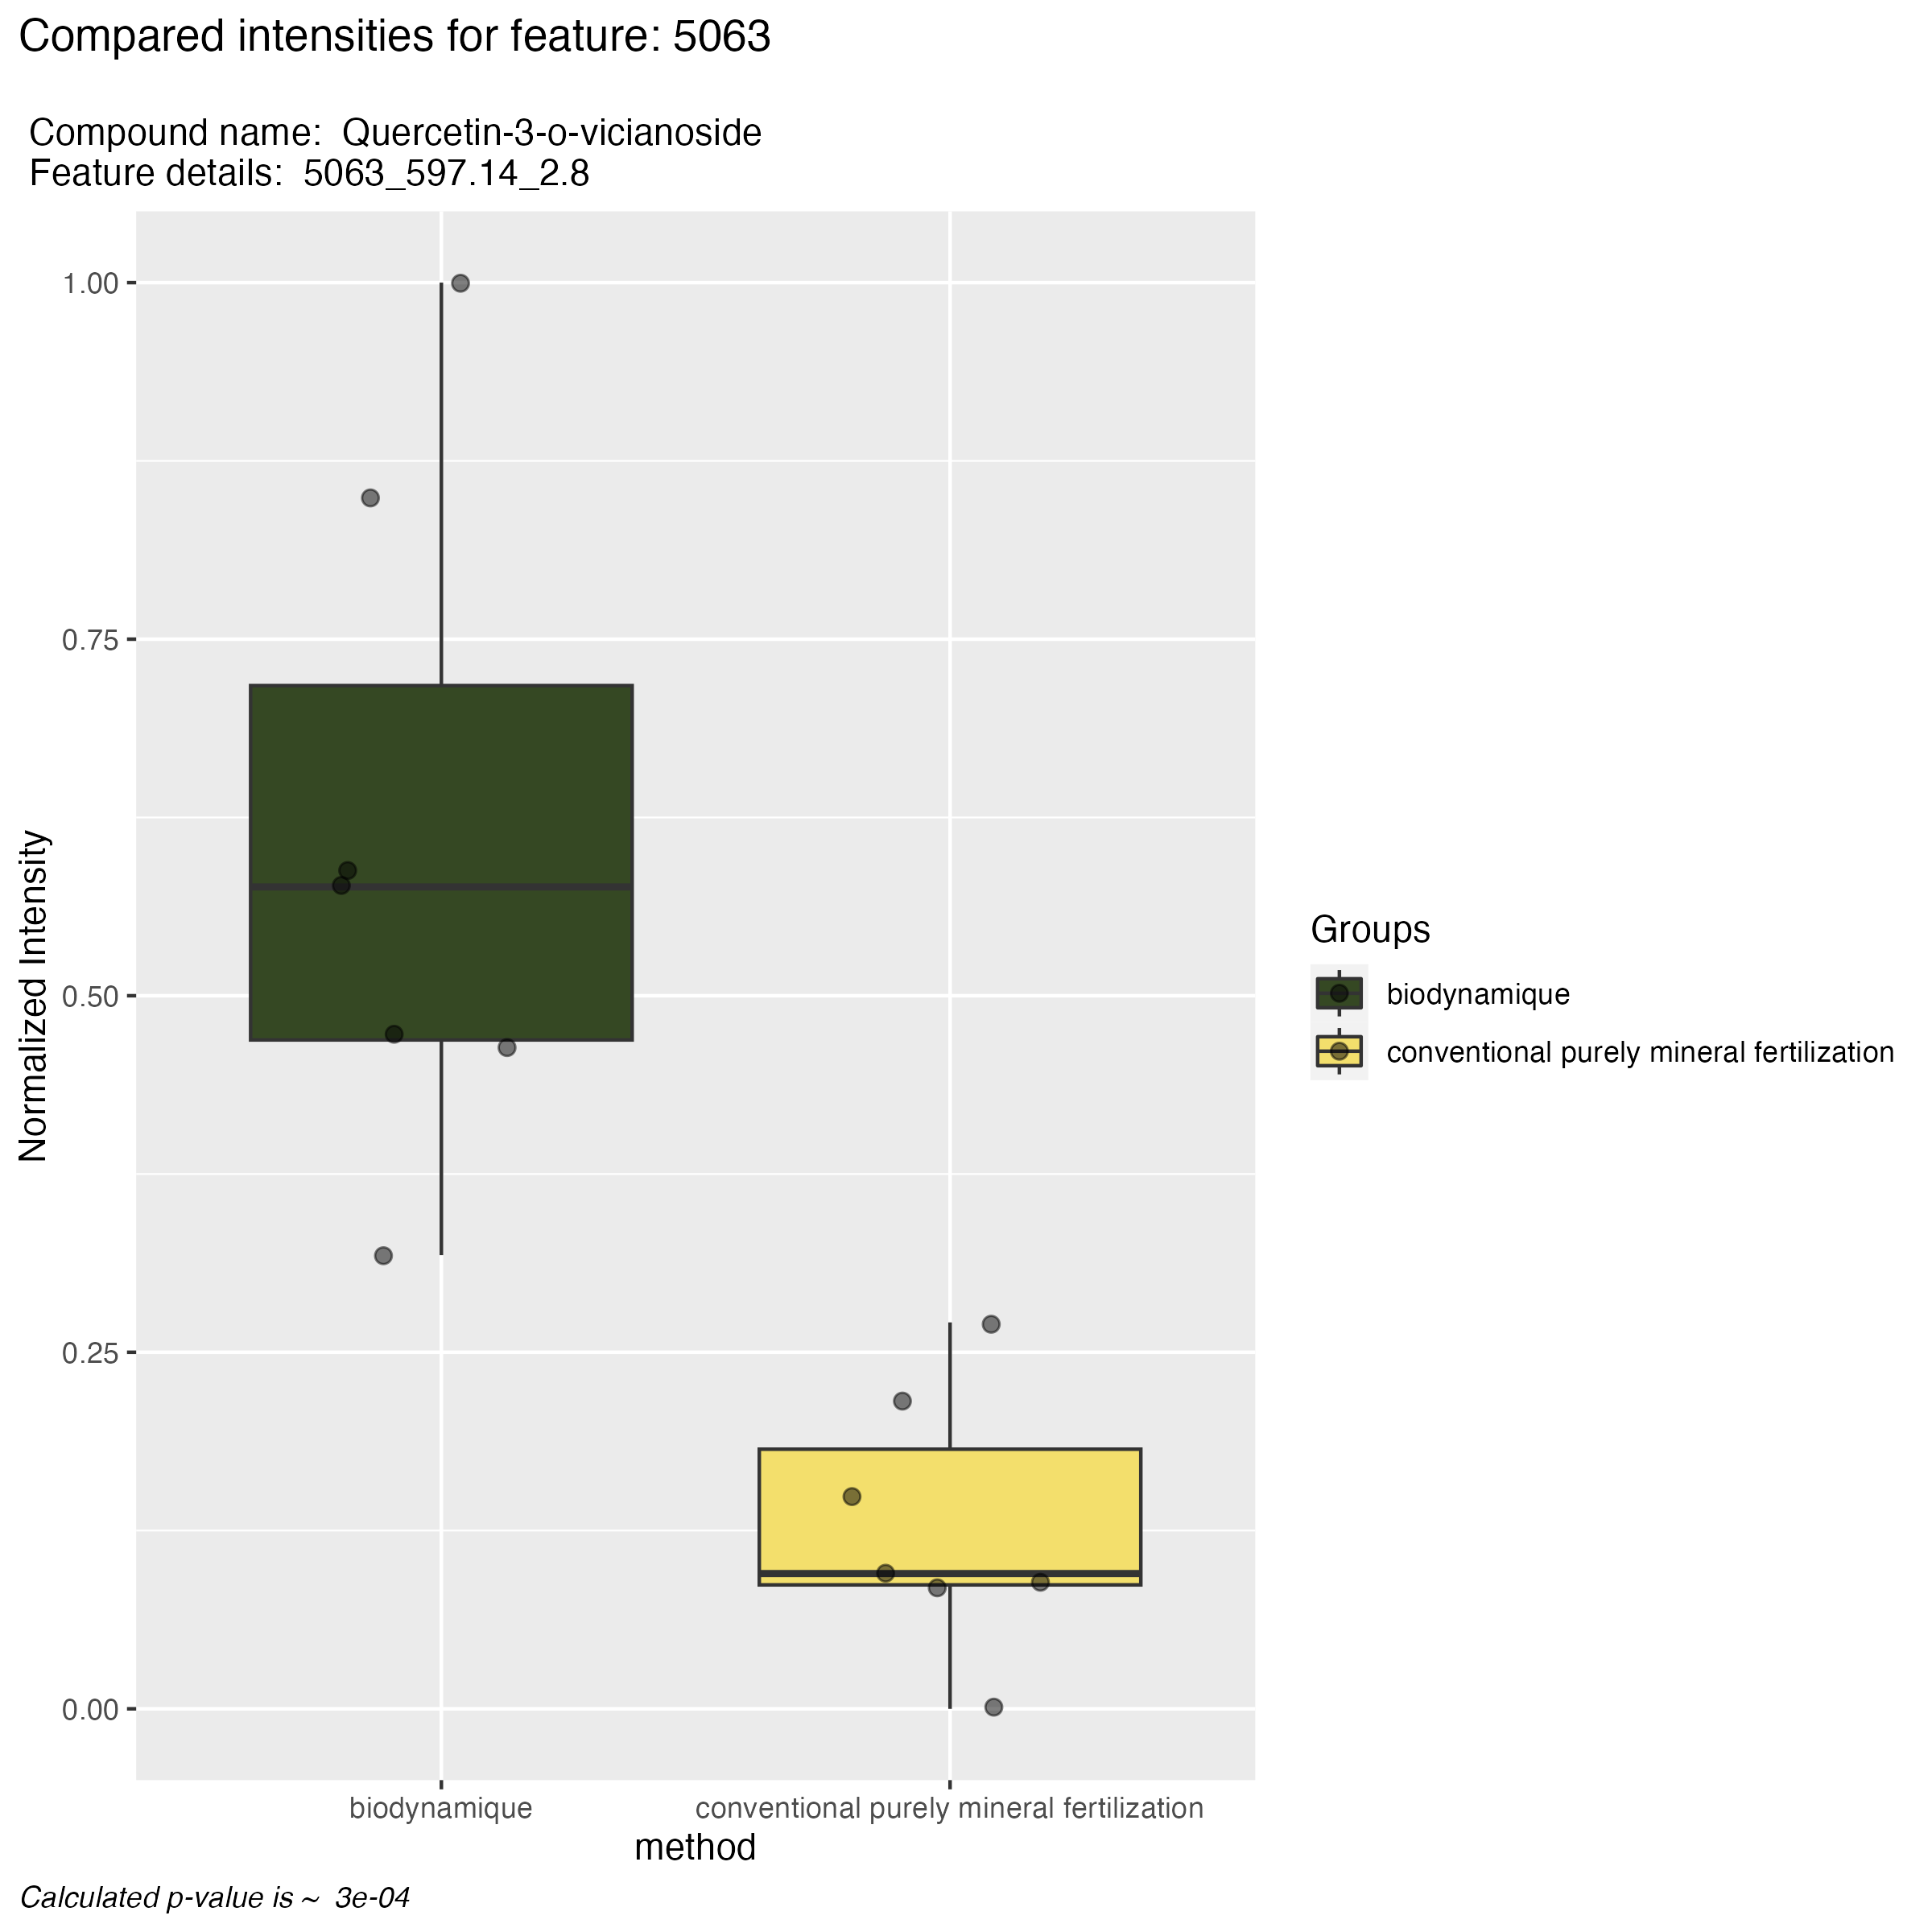 Compared intensities for feature: 5063
Compound name:  Quercetin-3-o-vicianoside
Feature details:  5063_597.14_2.8
Normalized Intensity
1.00
0.75
0.50
0.25
0.00
biodynamique
conventional purely mineral fertilization
method
Groups
biodynamique
conventional purely mineral fertilization
Calculated p-value is ~  3e-04